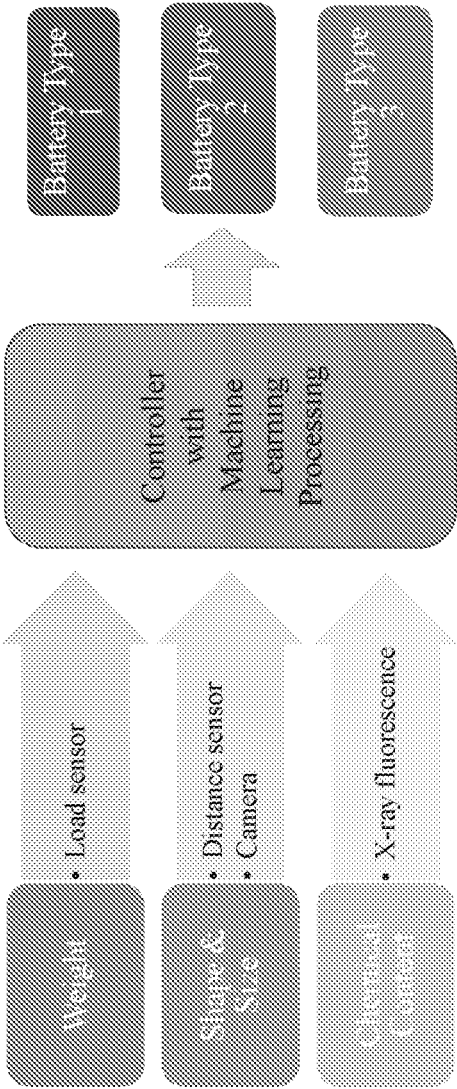 Weight
• Load sensor
Shape &
Size
• Distance sensor
• Camera
Chemical
Content
• X-ray fluorescence
Controller
with
Machine
Learning
Processing
Battery Type
1
Battery Type
2
Battery Type
3